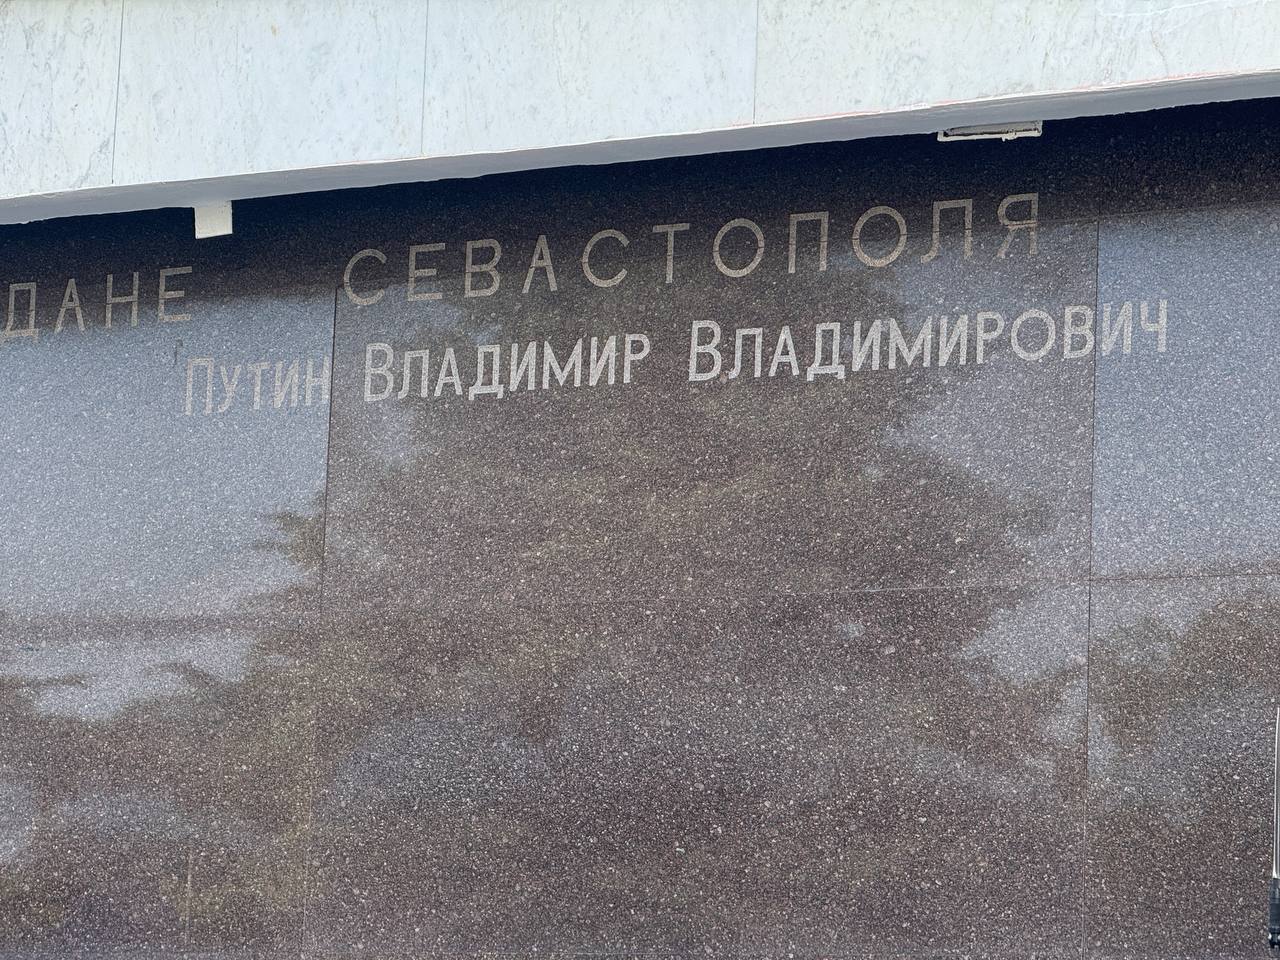 ДАНЕ СЕВАСТОПОЛЯ
Путин Владимир Владимирович